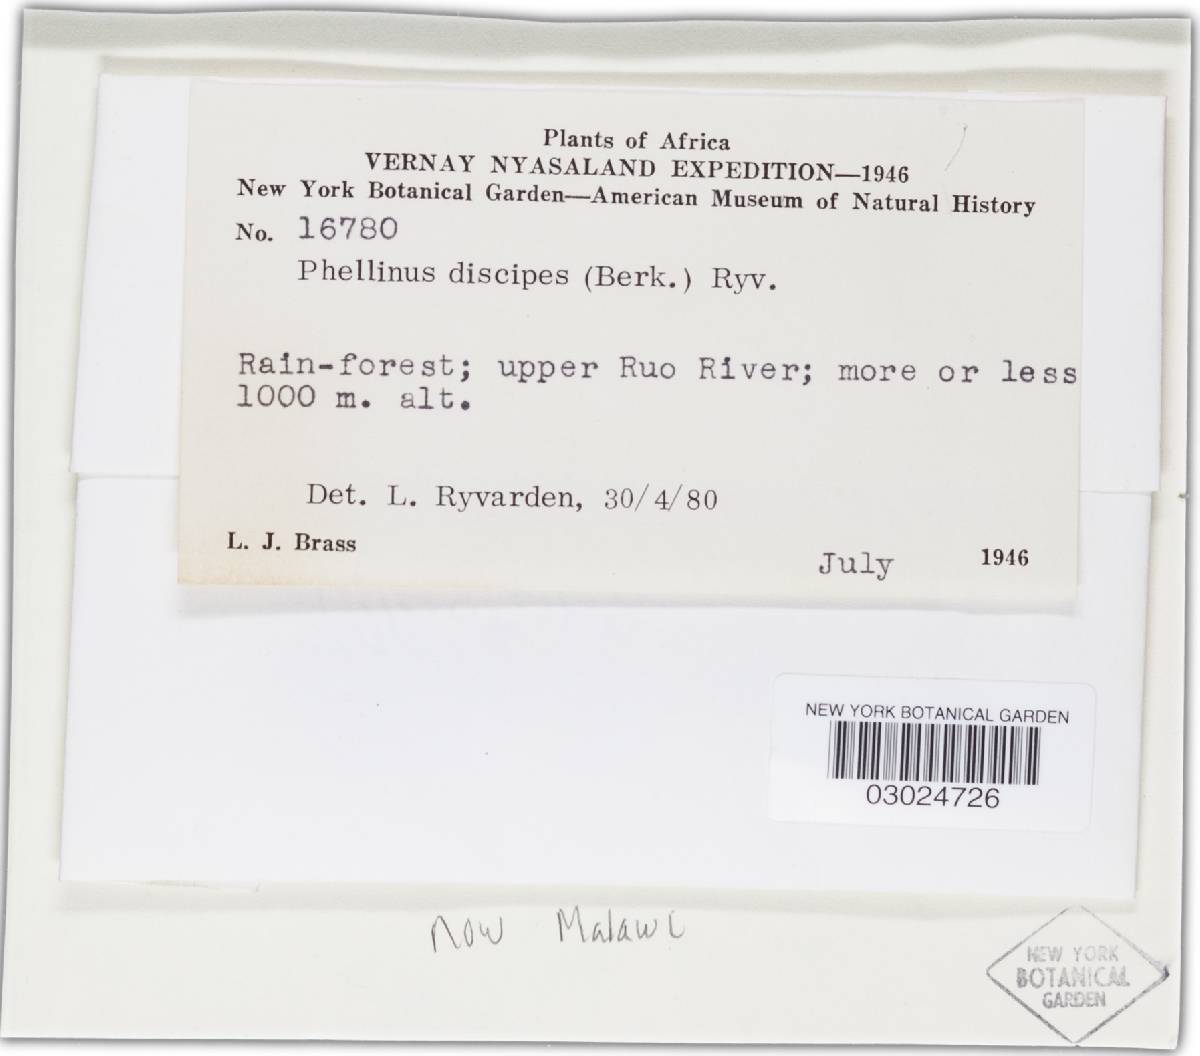 Plants of Africa
VERNAY NYASALAND EXPEDITION—1946
New York Botanical Garden—American Museum of Natural History
No. 16780
Phellinus discipes (Berk.) Ryv.
Rain-forest; upper Ruo River; more or less
1000 m. alt.
Det. L. Ryvarden, 30/4/80
L. J. Brass
July 1946
NEW YORK BOTANICAL GARDEN
03024726
now Malawi
NEW YORK
BOTANICAL
GARDEN